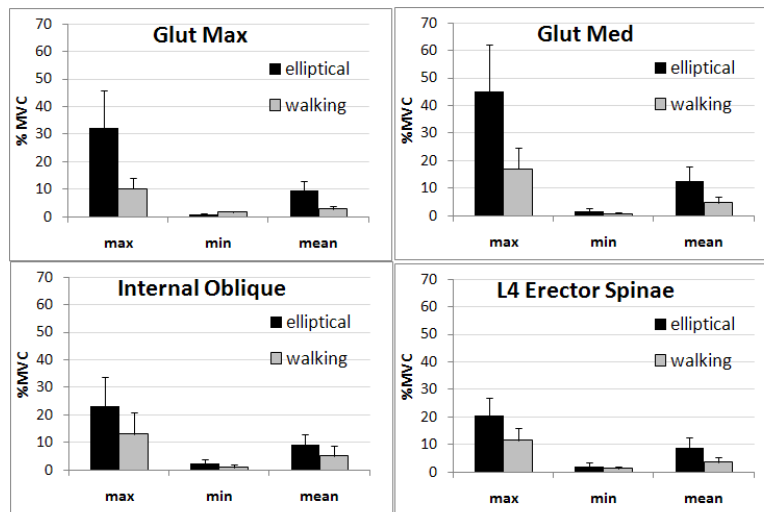 Glut Max
% MVC
70
60
50
40
30
20
10
0
elliptical
walking
max min mean
Glut Med
%MVC
70
60
50
40
30
20
10
0
elliptical
walking
max min mean
Internal Oblique
%MVC
70
60
50
40
30
20
10
0
elliptical
walking
max min mean
L4 Erector Spinae
%MVC
70
60
50
40
30
20
10
0
elliptical
walking
max min mean